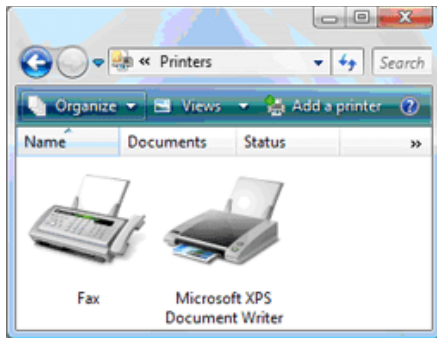 « Printers
Search
Organize Views Add a printer ?
Name Documents Status »
Fax
Microsoft XPS
Document Writer